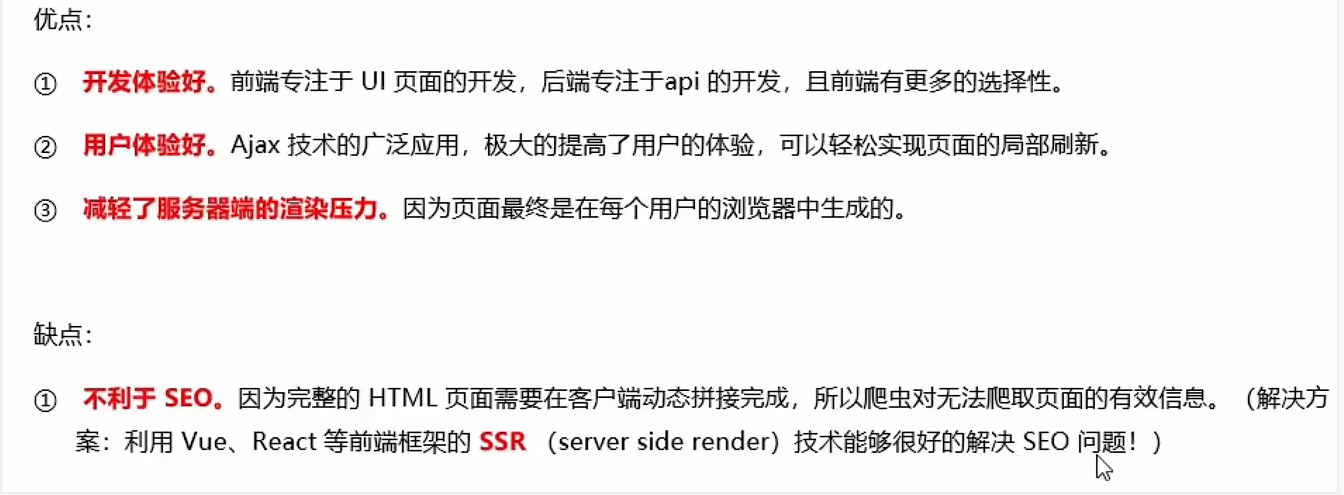 优点：
① 开发体验好。前端专注于 UI 页面的开发，后端专注于api 的开发，且前端有更多的选择性。
② 用户体验好。Ajax 技术的广泛应用，极大的提高了用户的体验，可以轻松实现页面的局部刷新。
③ 减轻了服务器端的渲染压力。因为页面最终是在每个用户的浏览器中生成的。
缺点：
① 不利于 SEO。因为完整的 HTML 页面需要在客户端动态拼接完成，所以爬虫对无法爬取页面的有效信息。（解决方
案：利用 Vue、React 等前端框架的 SSR （server side render）技术能够很好的解决 SEO 问题！）